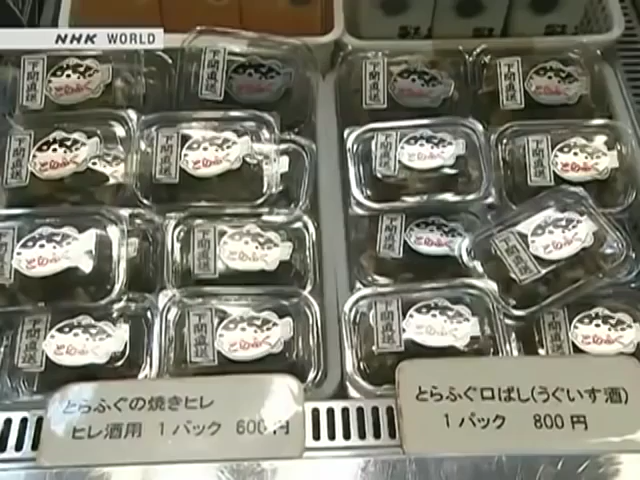 NHK WORLD
下関直送
とらふぐ
とらふぐの焼きヒレ
ヒレ酒用 1パック 600円
とらふぐ口ばし(うぐいす酒)
1パック 800円